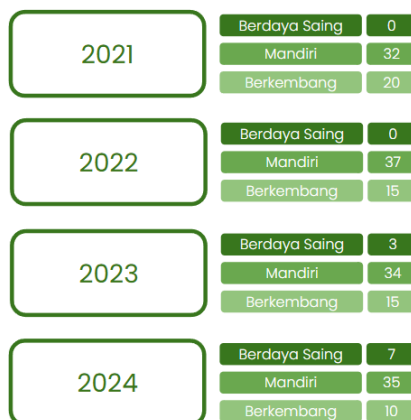 2021
Berdaya Saing 0
Mandiri 32
Berkembang 20
2022
Berdaya Saing 0
Mandiri 37
Berkembang 15
2023
Berdaya Saing 3
Mandiri 34
Berkembang 15
2024
Berdaya Saing 7
Mandiri 35
Berkembang 10